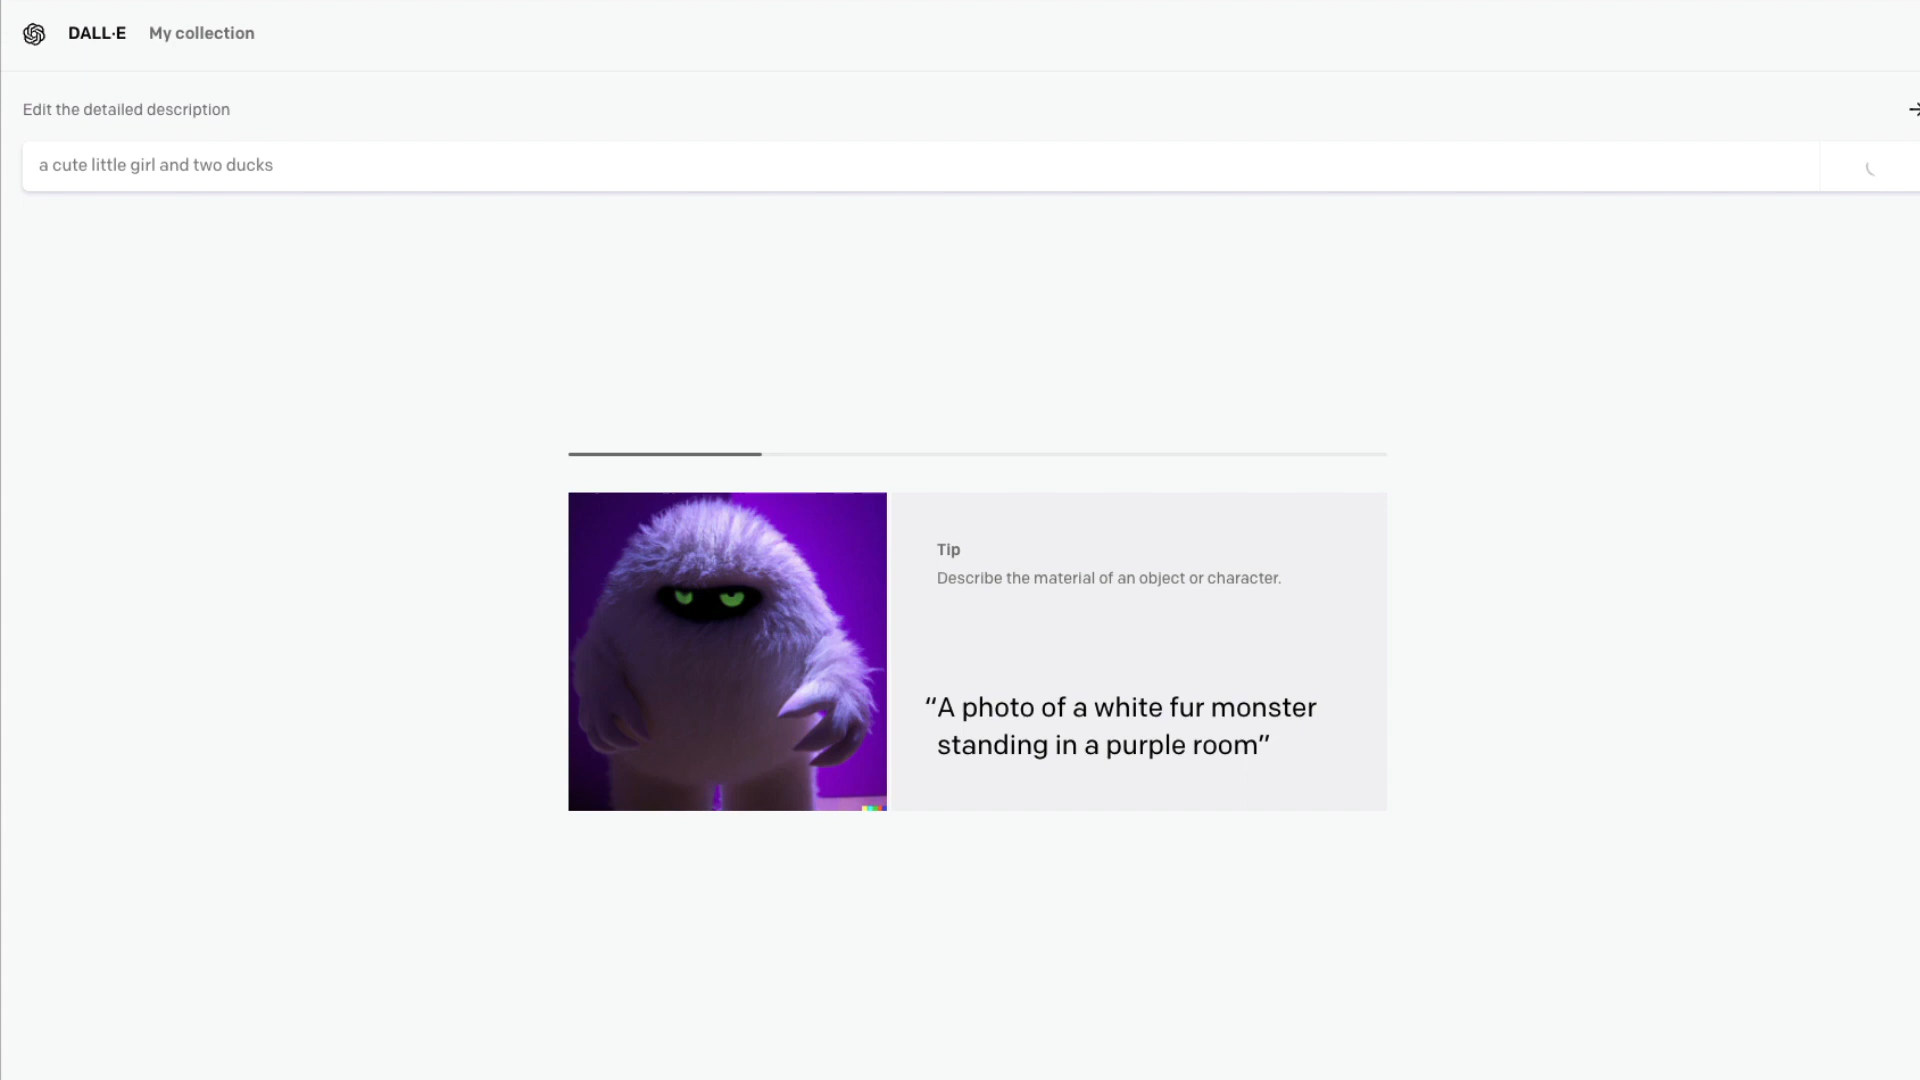 DALL·E My collection
Edit the detailed description
a cute little girl and two ducks
Tip
Describe the material of an object or character.
“A photo of a white fur monster
standing in a purple room”